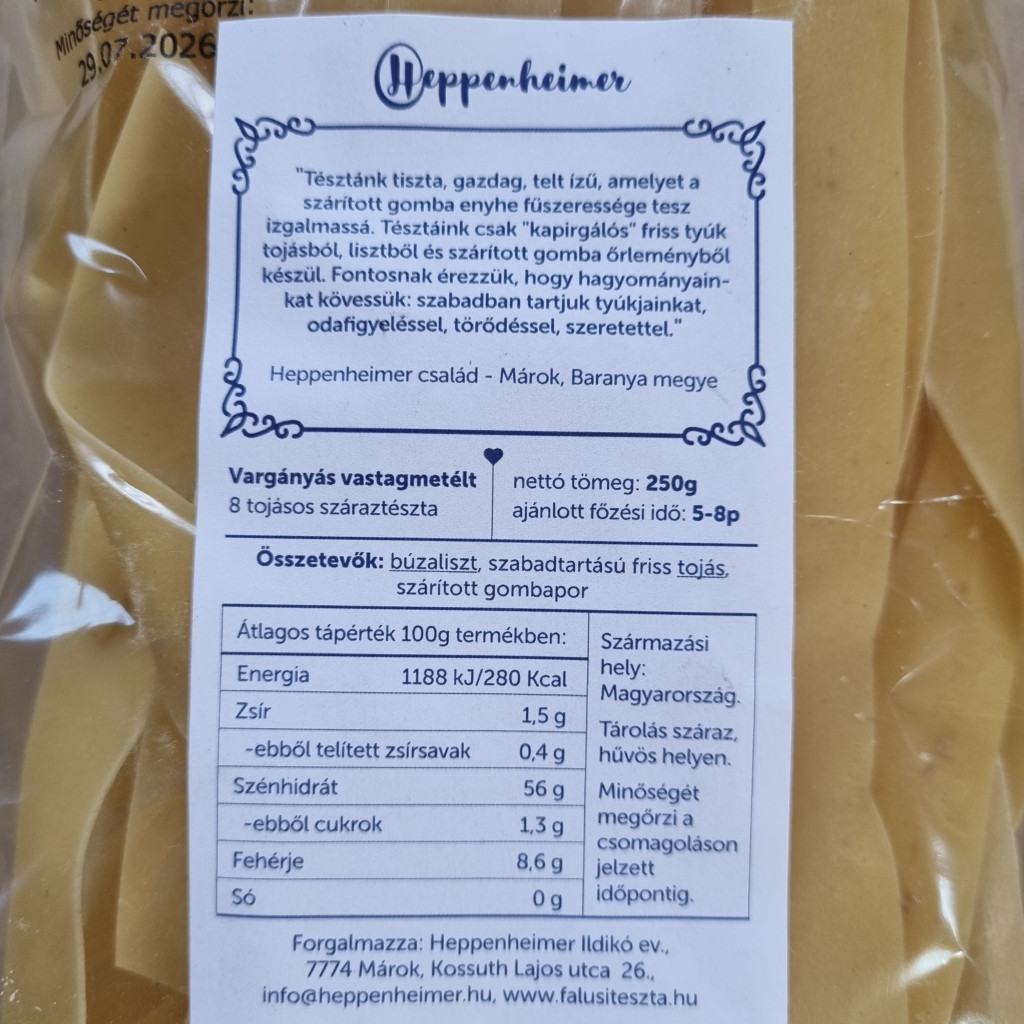 Minőségét megőrzi:
29.07.2026
Heppenheimer
"Tésztánk tiszta, gazdag, telt ízű, amelyet a
szárított gomba enyhe fűszeressége tesz
izgalmassá. Tésztáink csak "kapirgálós" friss tyúk
tojásból, lisztből és szárított gomba őrleményből
készül. Fontosnak érezzük, hogy hagyományain-
kat kövessük: szabadban tartjuk tyúkjainkat,
odafigyeléssel, törődéssel, szeretettel."
Heppenheimer család - Márok, Baranya megye
Vargányás vastagmetélt
8 tojásos száraztészta
nettó tömeg: 250g
ajánlott főzési idő: 5-8p
Összetevők: búzaliszt, szabadtartású friss tojás,
szárított gombapor
Átlagos tápérték 100g termékben:
Energia 1188 kJ/280 Kcal
Zsír 1,5 g
-ebből telített zsírsavak 0,4 g
Szénhidrát 56 g
-ebből cukrok 1,3 g
Fehérje 8,6 g
Só 0 g
Származási
hely:
Magyarország.
Tárolás száraz,
hűvös helyen.
Minőségét
megőrzi a
csomagoláson
jelzett
időpontig.
Forgalmazza: Heppenheimer Ildikó ev.,
7774 Márok, Kossuth Lajos utca 26.,
info@heppenheimer.hu, www.falusiteszta.hu